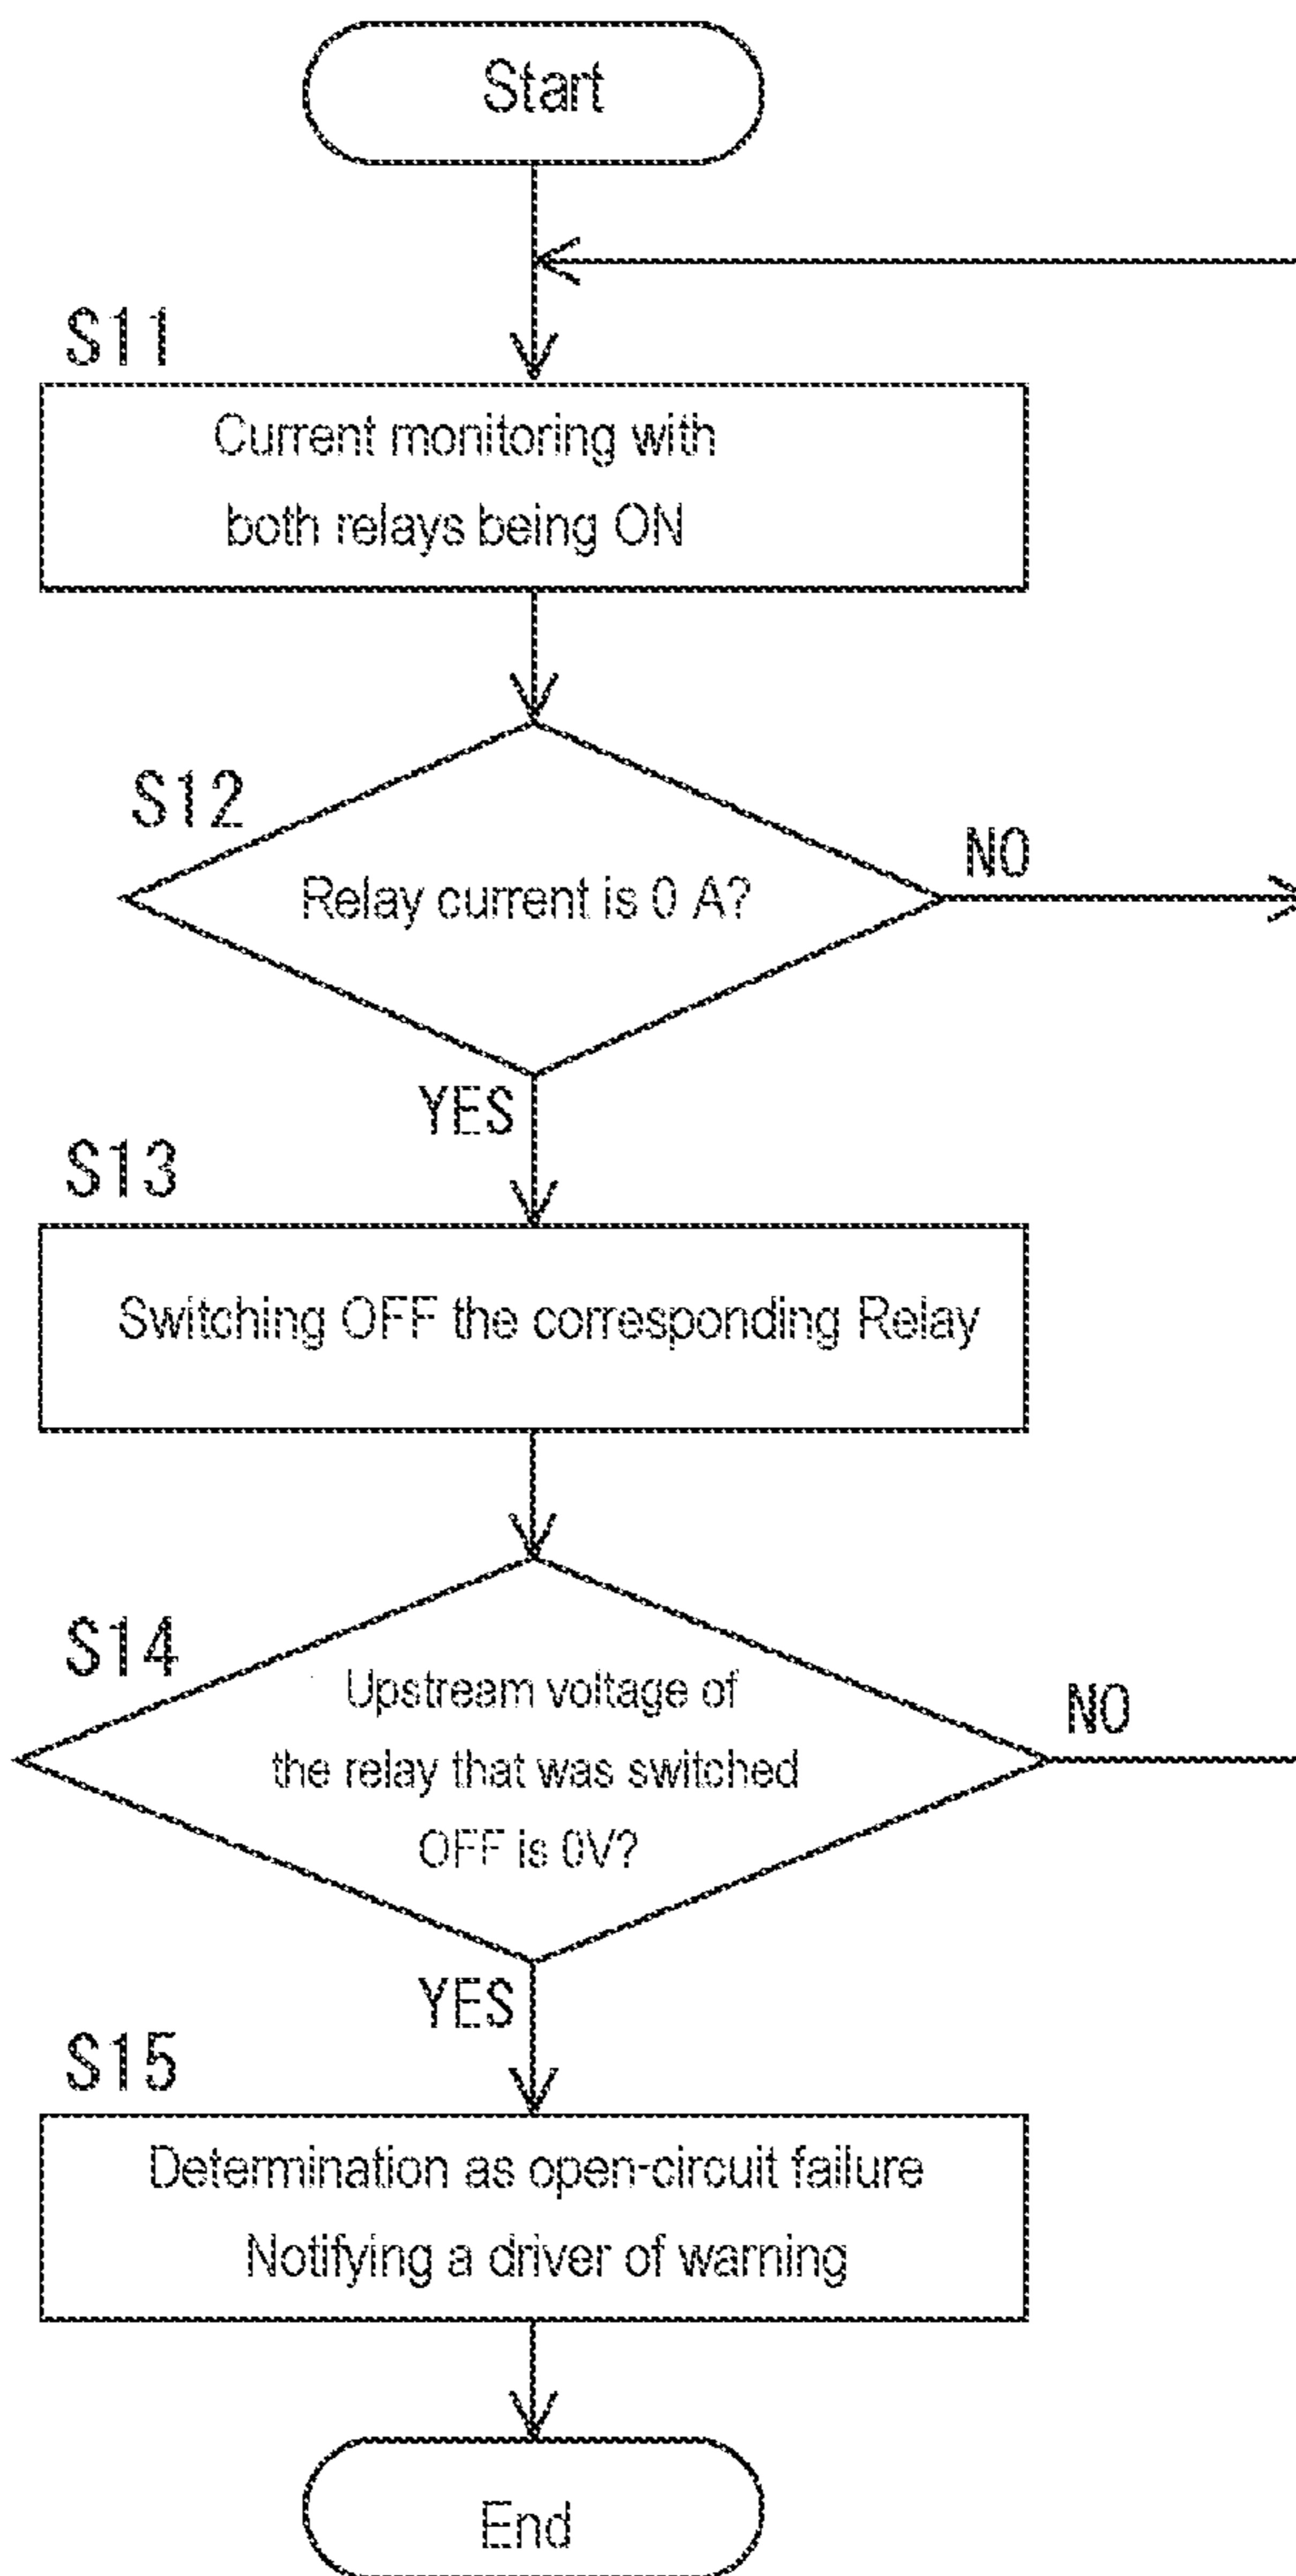 Start
S11
Current monitoring with
both relays being ON
S12
Relay current is 0 A?
NO
YES
S13
Switching OFF the corresponding Relay
S14
Upstream voltage of
the relay that was switched
OFF is 0V?
NO
YES
S15
Determination as open-circuit failure
Notifying a driver of warning
End